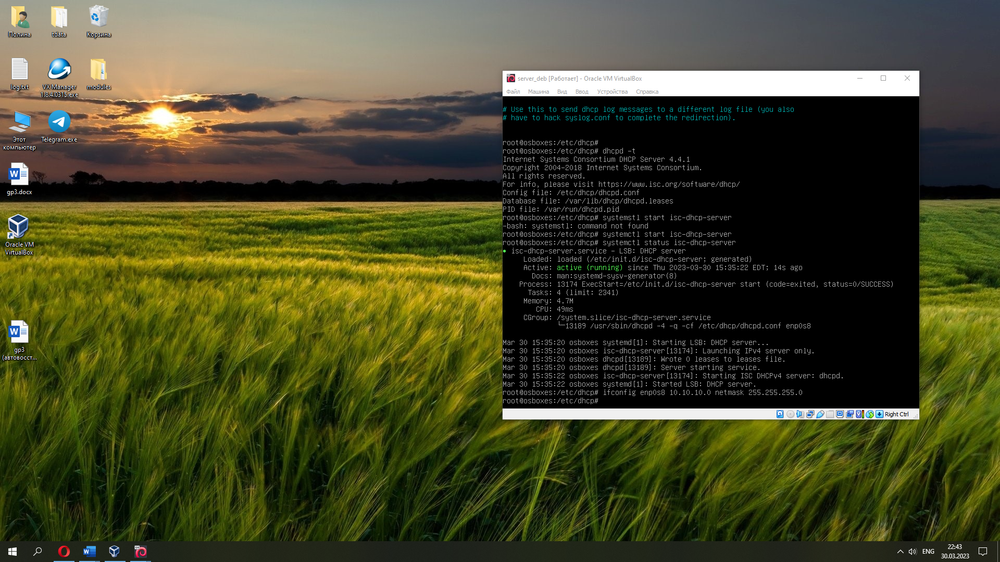 Полина
tdata
Корзина
log.txt
VX Manager
1.8.4.0315.exe
modules
Этот
компьютер
Telegram.exe
gp3.docx
Oracle VM
VirtualBox
gp3
(автовосст...
server_deb [Работает] - Oracle VM VirtualBox
Файл Машина Вид Ввод Устройства Справка
# Use this to send dhcp log messages to a different log file (you also
# have to hack syslog.conf to complete the redirection).
root@osboxes:/etc/dhcp#
root@osboxes:/etc/dhcp# dhcpd -t
Internet Systems Consortium DHCP Server 4.4.1
Copyright 2004-2018 Internet Systems Consortium.
All rights reserved.
For info, please visit https://www.isc.org/software/dhcp/
Config file: /etc/dhcp/dhcpd.conf
Database file: /var/lib/dhcp/dhcpd.leases
PID file: /var/run/dhcpd.pid
root@osboxes:/etc/dhcp# systemstl start isc-dhcp-server
-bash: systemstl: command not found
root@osboxes:/etc/dhcp# systemctl start isc-dhcp-server
root@osboxes:/etc/dhcp# systemctl status isc-dhcp-server
● isc-dhcp-server.service - LSB: DHCP server
Loaded: loaded (/etc/init.d/isc-dhcp-server; generated)
Active: active (running) since Thu 2023-03-30 15:35:22 EDT; 14s ago
Docs: man:systemd-sysv-generator(8)
Process: 13174 ExecStart=/etc/init.d/isc-dhcp-server start (code=exited, status=0/SUCCESS)
Tasks: 4 (limit: 2341)
Memory: 4.7M
CPU: 49ms
CGroup: /system.slice/isc-dhcp-server.service
└─13189 /usr/sbin/dhcpd -4 -q -cf /etc/dhcp/dhcpd.conf enp0s8
Mar 30 15:35:20 osboxes systemd[1]: Starting LSB: DHCP server...
Mar 30 15:35:20 osboxes isc-dhcp-server[13174]: Launching IPv4 server only.
Mar 30 15:35:20 osboxes dhcpd[13189]: Wrote 0 leases to leases file.
Mar 30 15:35:20 osboxes dhcpd[13189]: Server starting service.
Mar 30 15:35:22 osboxes isc-dhcp-server[13174]: Starting ISC DHCPv4 server: dhcpd.
Mar 30 15:35:22 osboxes systemd[1]: Started LSB: DHCP server.
root@osboxes:/etc/dhcp# ifconfig enp0s8 10.10.10.0 netmask 255.255.255.0
root@osboxes:/etc/dhcp#
Right Ctrl
ENG
22:43
30.03.2023